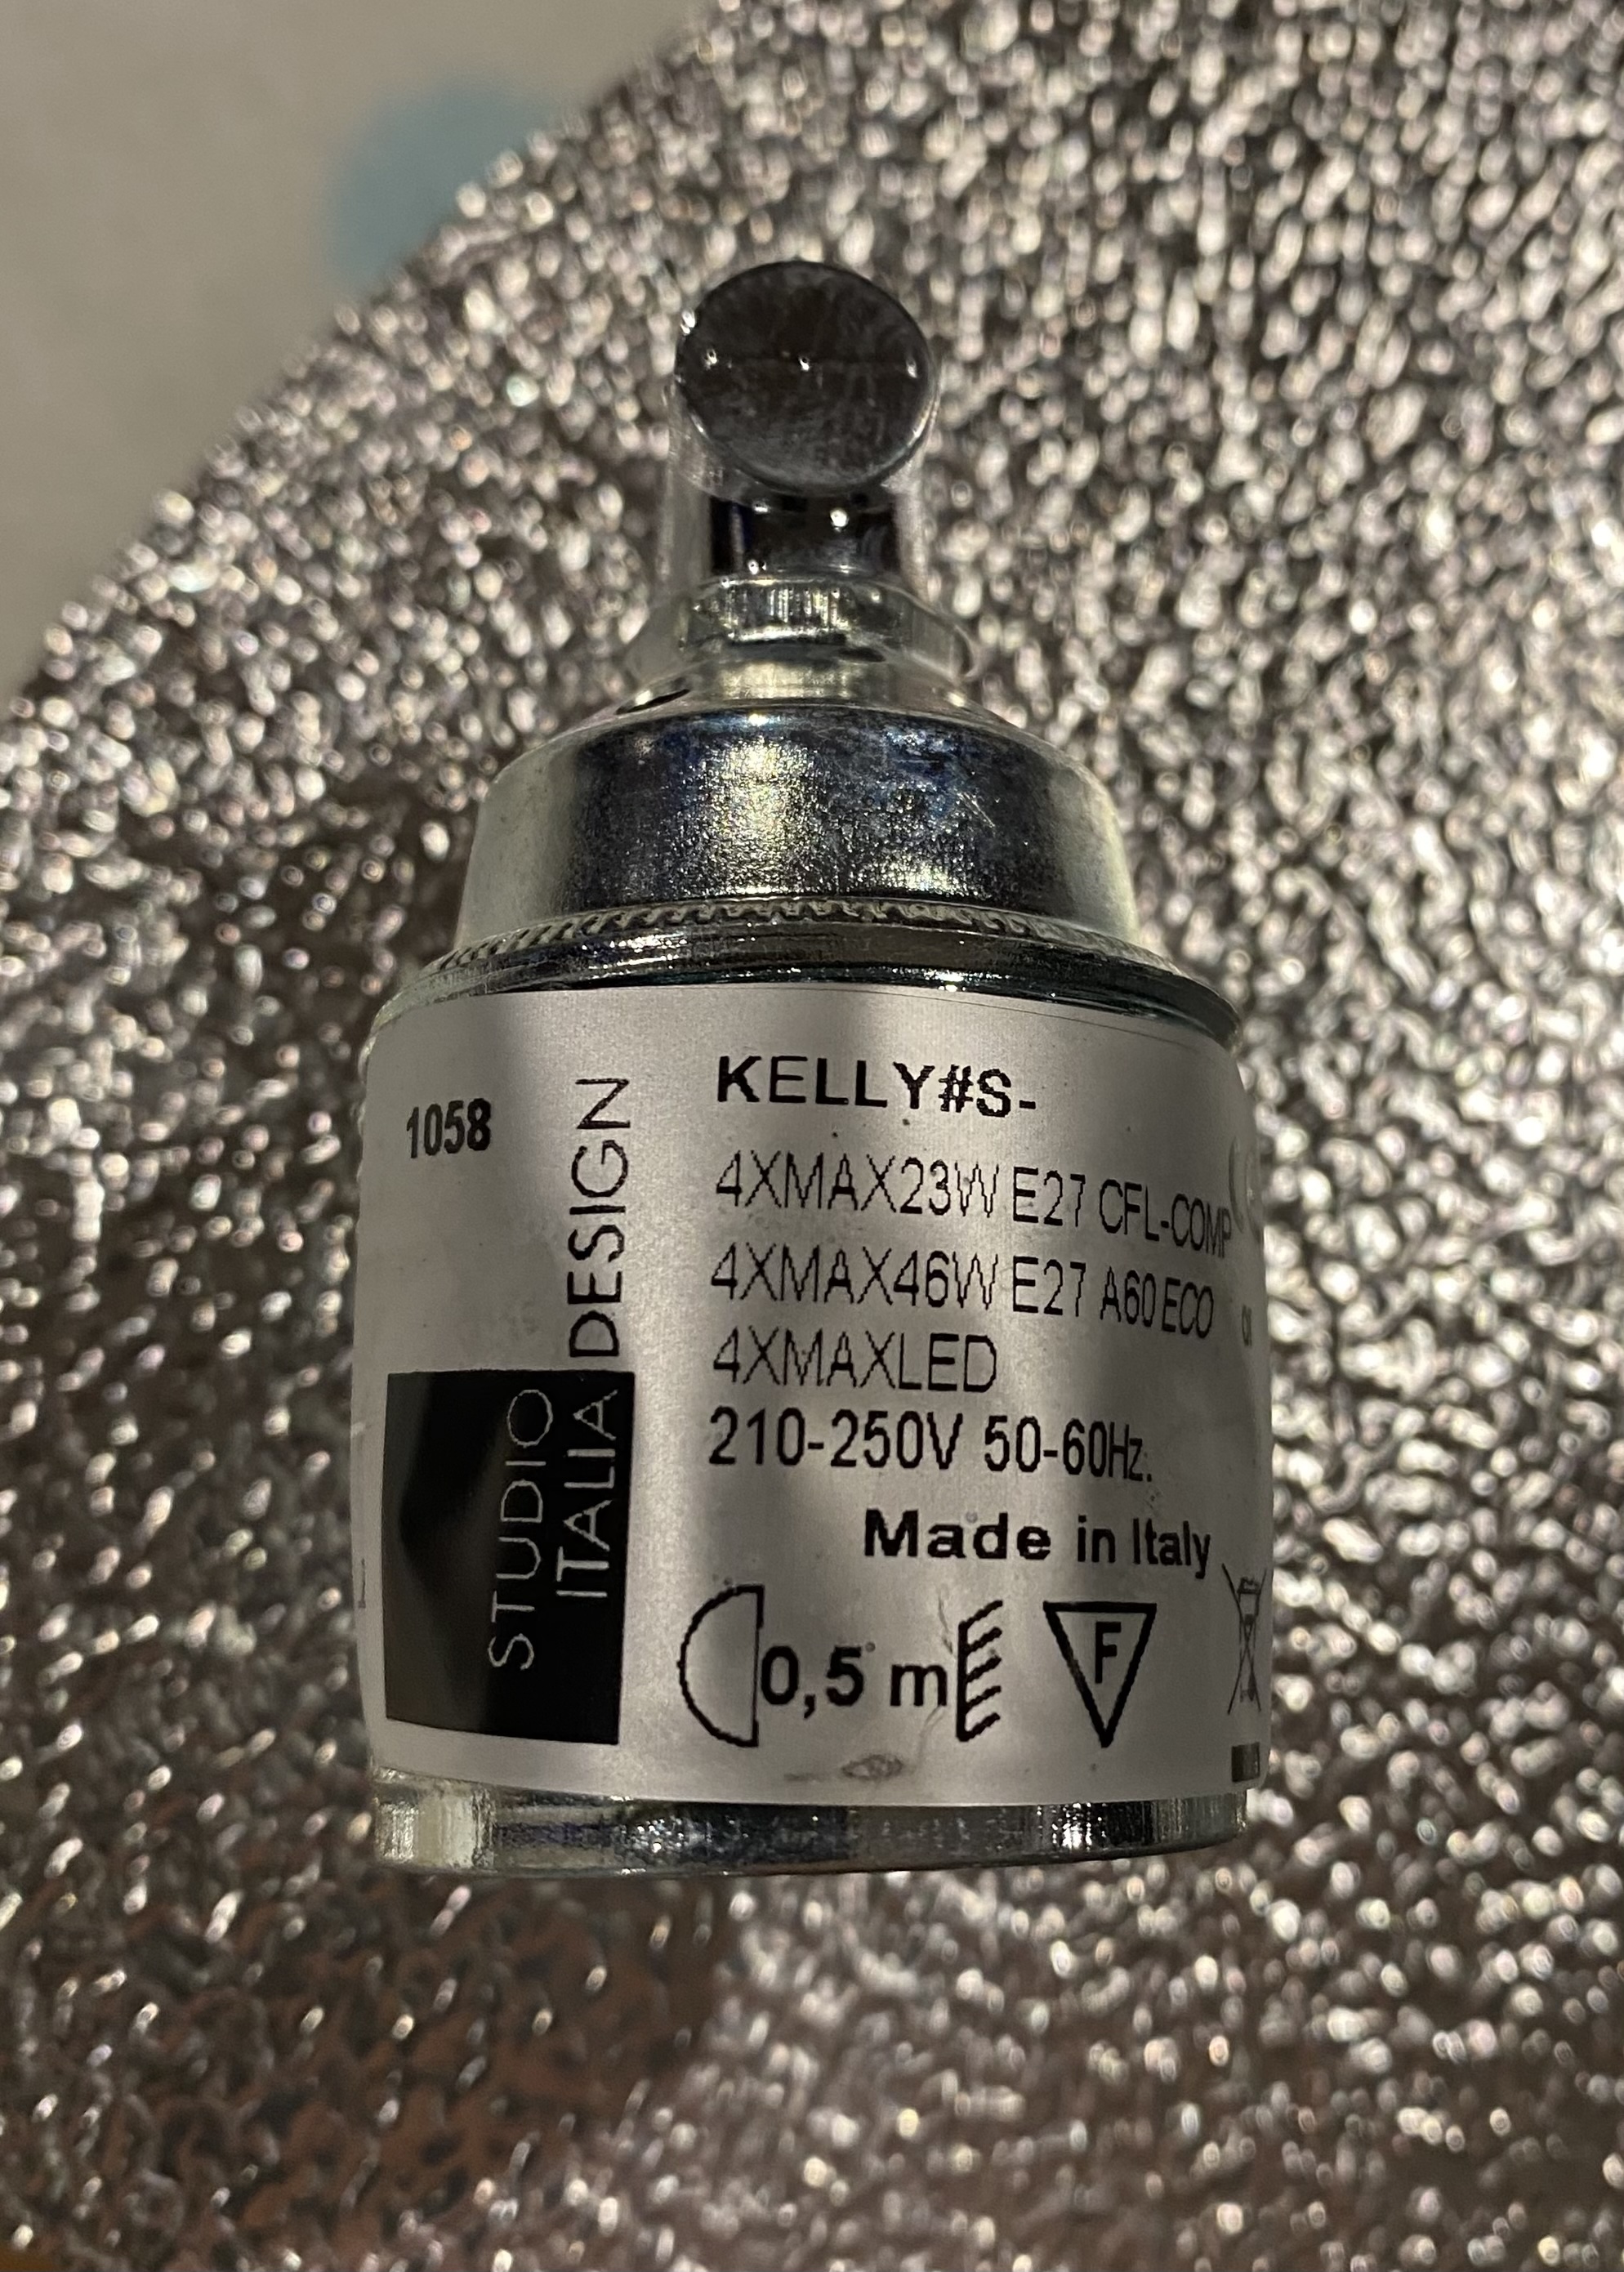 1058
STUDIO
ITALIA DESIGN
KELLY#S-
4XMAX23W E27 CFL-COMP
4XMAX46W E27 A60 ECO
4XMAXLED
210-250V 50-60Hz.
Made in Italy
0,5 m
F